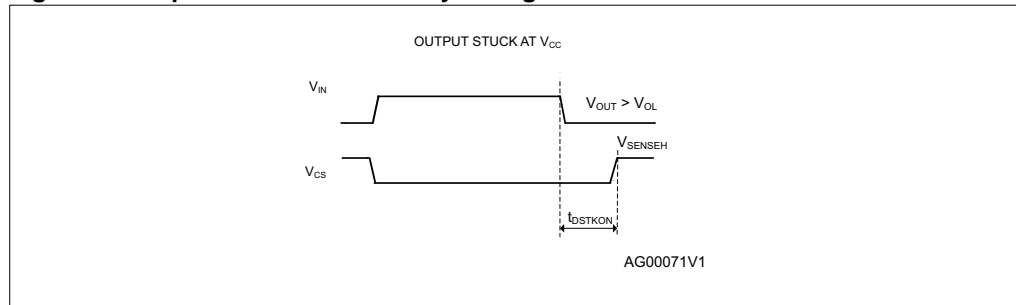 OUTPUT STUCK AT VCC
VIN
VOUT > VOL
VSENSEH
VCS
tDSTKON
AG00071V1